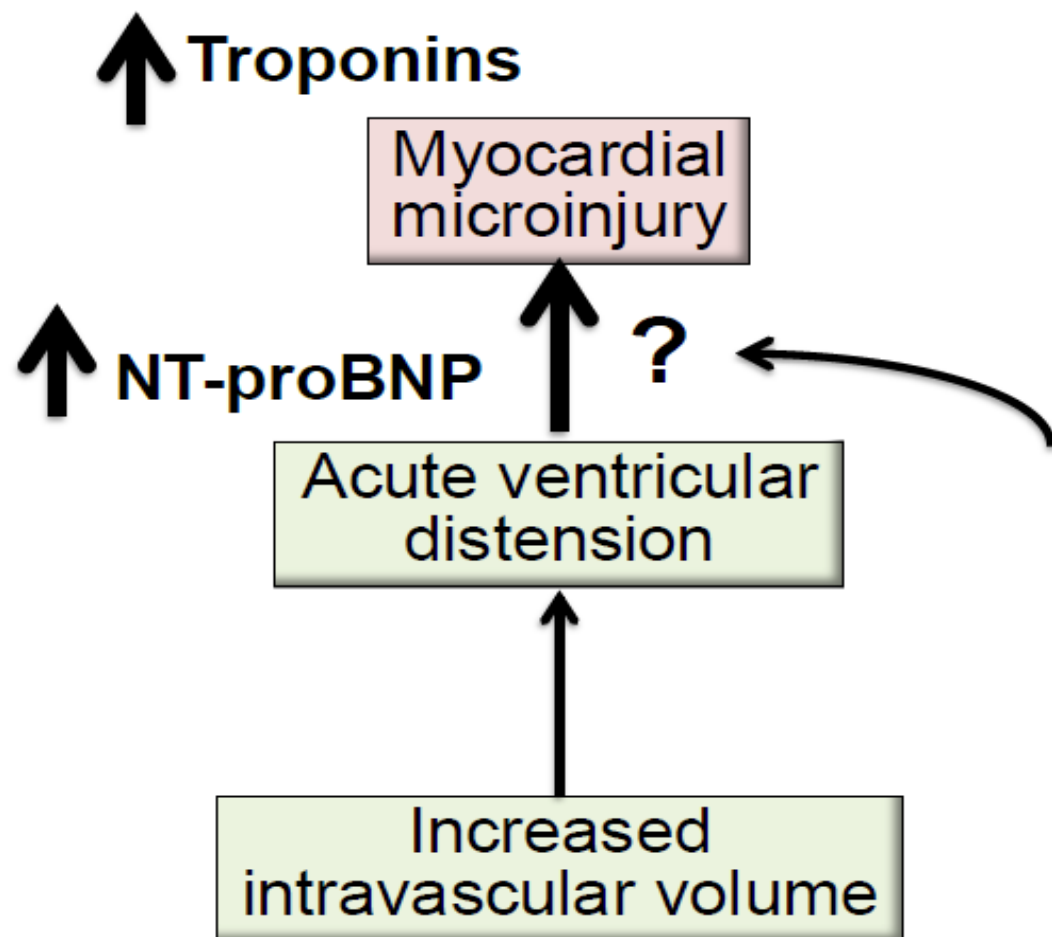 Troponins
Myocardial
microinjury
?
NT-proBNP
Acute ventricular
distension
Increased
intravascular volume